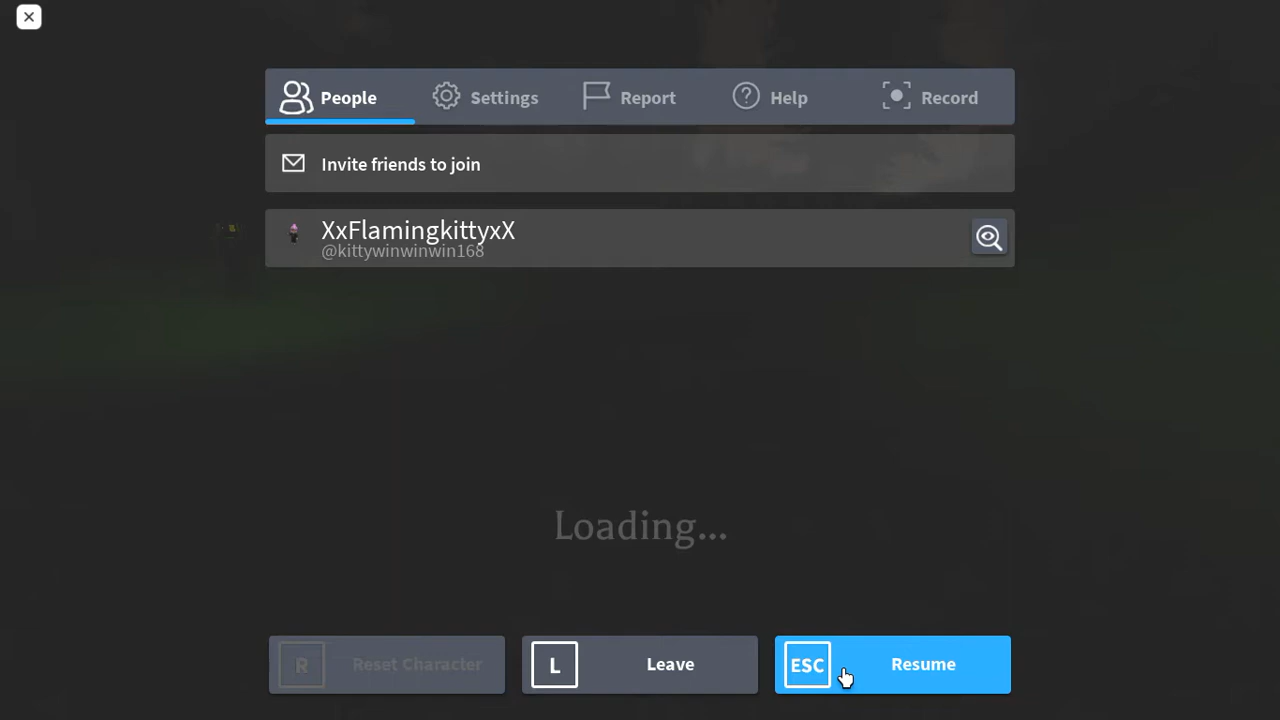 People
Settings
Report
Help
Record
Invite friends to join
XxFlamingkittyxX
@kittywinwinwin168
Loading...
R
Reset Character
L
Leave
ESC
Resume